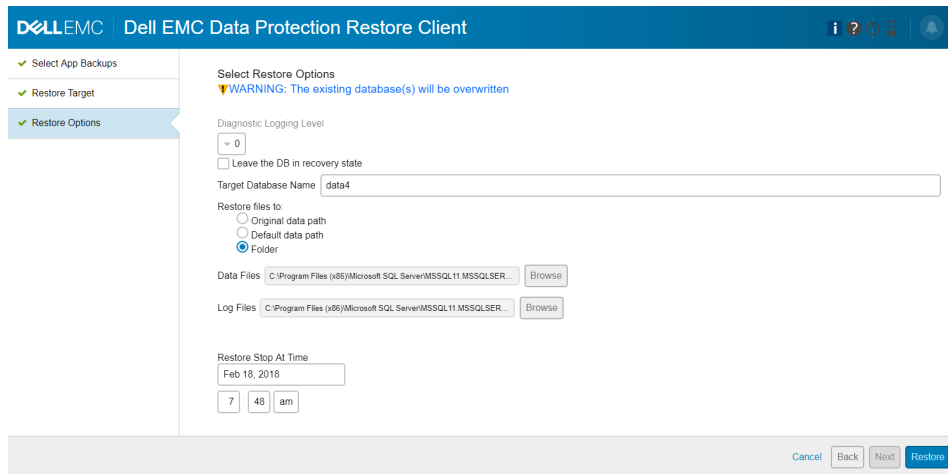 DELLEMC Dell EMC Data Protection Restore Client
Select App Backups
Restore Target
Restore Options
Select Restore Options
WARNING: The existing database(s) will be overwritten
Diagnostic Logging Level
0
Leave the DB in recovery state
Target Database Name data4
Restore files to:
Original data path
Default data path
Folder
Data Files C:\Program Files (x86)\Microsoft SQL Server\MSSQL11.MSSQLSER... Browse
Log Files C:\Program Files (x86)\Microsoft SQL Server\MSSQL11.MSSQLSER... Browse
Restore Stop At Time
Feb 18, 2018
7 : 48 am
Cancel Back Next Restore